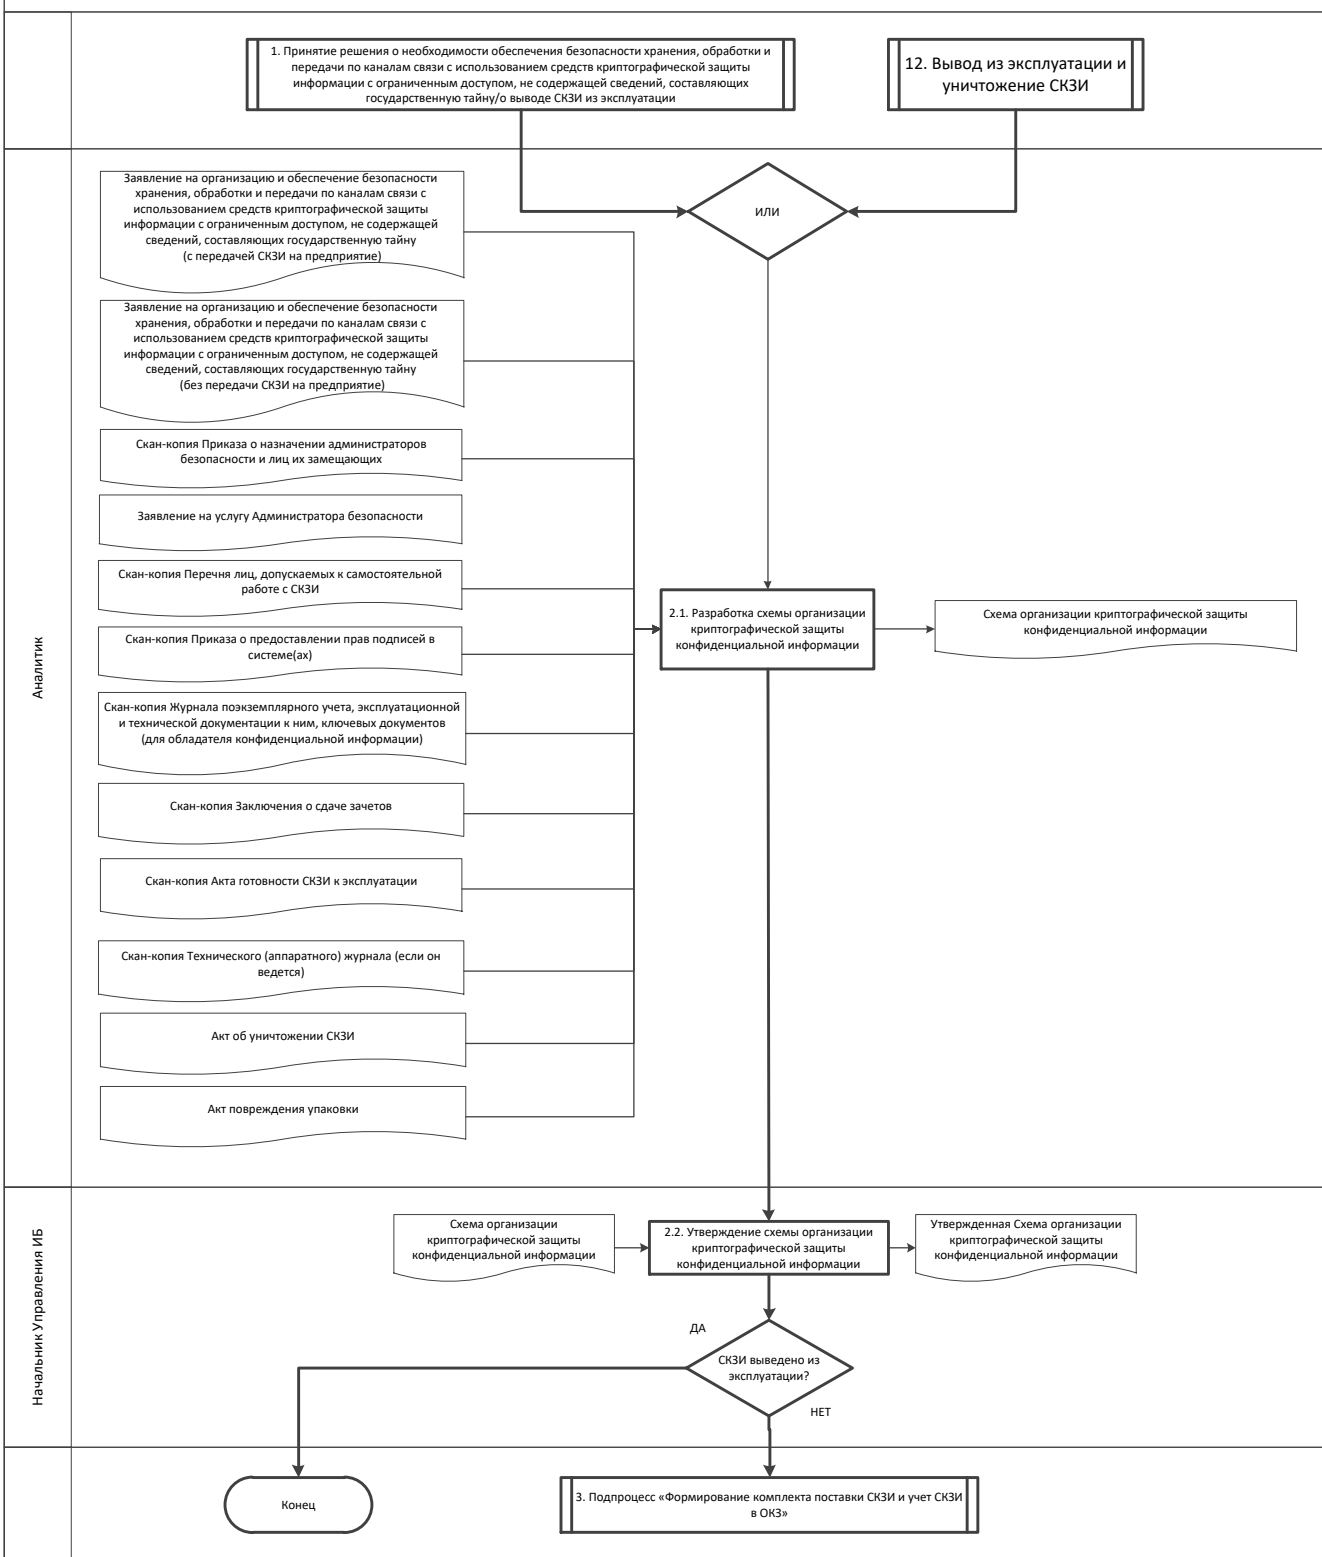 1. Принятие решения о необходимости обеспечения безопасности хранения, обработки и
передачи по каналам связи с использованием средств криптографической защиты
информации с ограниченным доступом, не содержащей сведений, составляющих
государственную тайну/о выводе СКЗИ из эксплуатации
12. Вывод из эксплуатации и
уничтожение СКЗИ
Аналитик
ИЛИ
Заявление на организацию и обеспечение безопасности
хранения, обработки и передачи по каналам связи с
использованием средств криптографической защиты
информации с ограниченным доступом, не содержащей
сведений, составляющих государственную тайну
(с передачей СКЗИ на предприятие)
Заявление на организацию и обеспечение безопасности
хранения, обработки и передачи по каналам связи с
использованием средств криптографической защиты
информации с ограниченным доступом, не содержащей
сведений, составляющих государственную тайну
(без передачи СКЗИ на предприятие)
Скан-копия Приказа о назначении администраторов
безопасности и лиц их замещающих
Заявление на услугу Администратора безопасности
Скан-копия Перечня лиц, допускаемых к самостоятельной
работе с СКЗИ
Скан-копия Приказа о предоставлении прав подписей в
системе(ах)
Скан-копия Журнала поэкземплярного учета, эксплуатационной
и технической документации к ним, ключевых документов
(для обладателя конфиденциальной информации)
Скан-копия Заключения о сдаче зачетов
Скан-копия Акта готовности СКЗИ к эксплуатации
Скан-копия Технического (аппаратного) журнала (если он
ведется)
Акт об уничтожении СКЗИ
Акт повреждения упаковки
2.1. Разработка схемы организации
криптографической защиты
конфиденциальной информации
Схема организации криптографической защиты
конфиденциальной информации
Начальник Управления ИБ
Схема организации
криптографической защиты
конфиденциальной информации
2.2. Утверждение схемы организации
криптографической защиты
конфиденциальной информации
Утвержденная Схема организации
криптографической защиты
конфиденциальной информации
ДА
СКЗИ выведено из
эксплуатации?
НЕТ
Конец
3. Подпроцесс «Формирование комплекта поставки СКЗИ и учет СКЗИ
в ОКЗ»